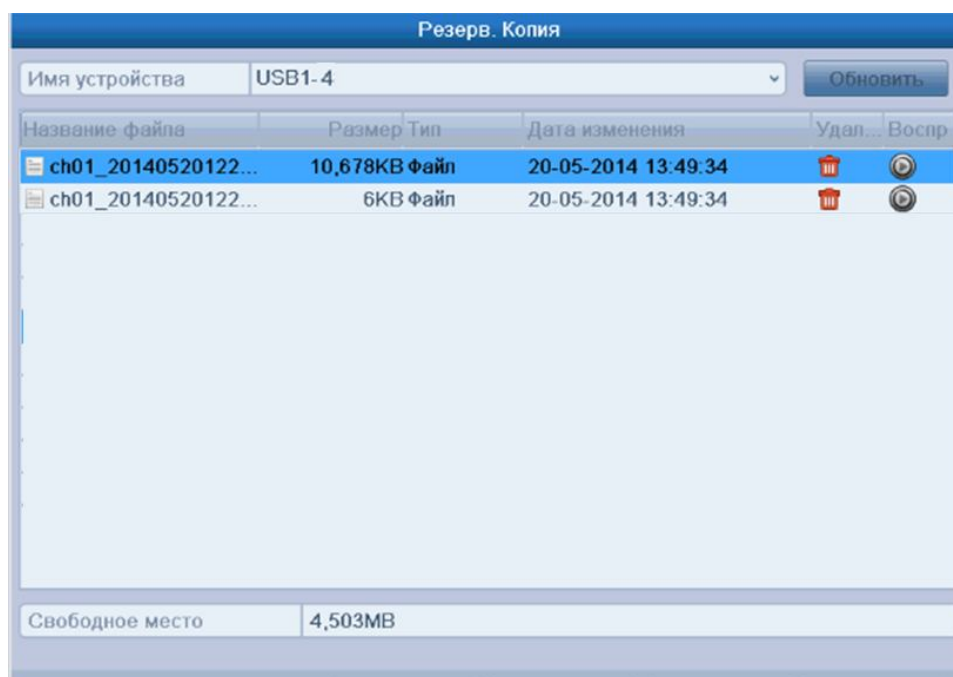 Резерв. Копия
Имя устройства USB1-4 Обновить
Название файла Размер Тип Дата изменения Удал... Воспр
ch01_20140520122... 10,678KB Файл 20-05-2014 13:49:34
ch01_20140520122... 6KB Файл 20-05-2014 13:49:34
Свободное место 4,503MB